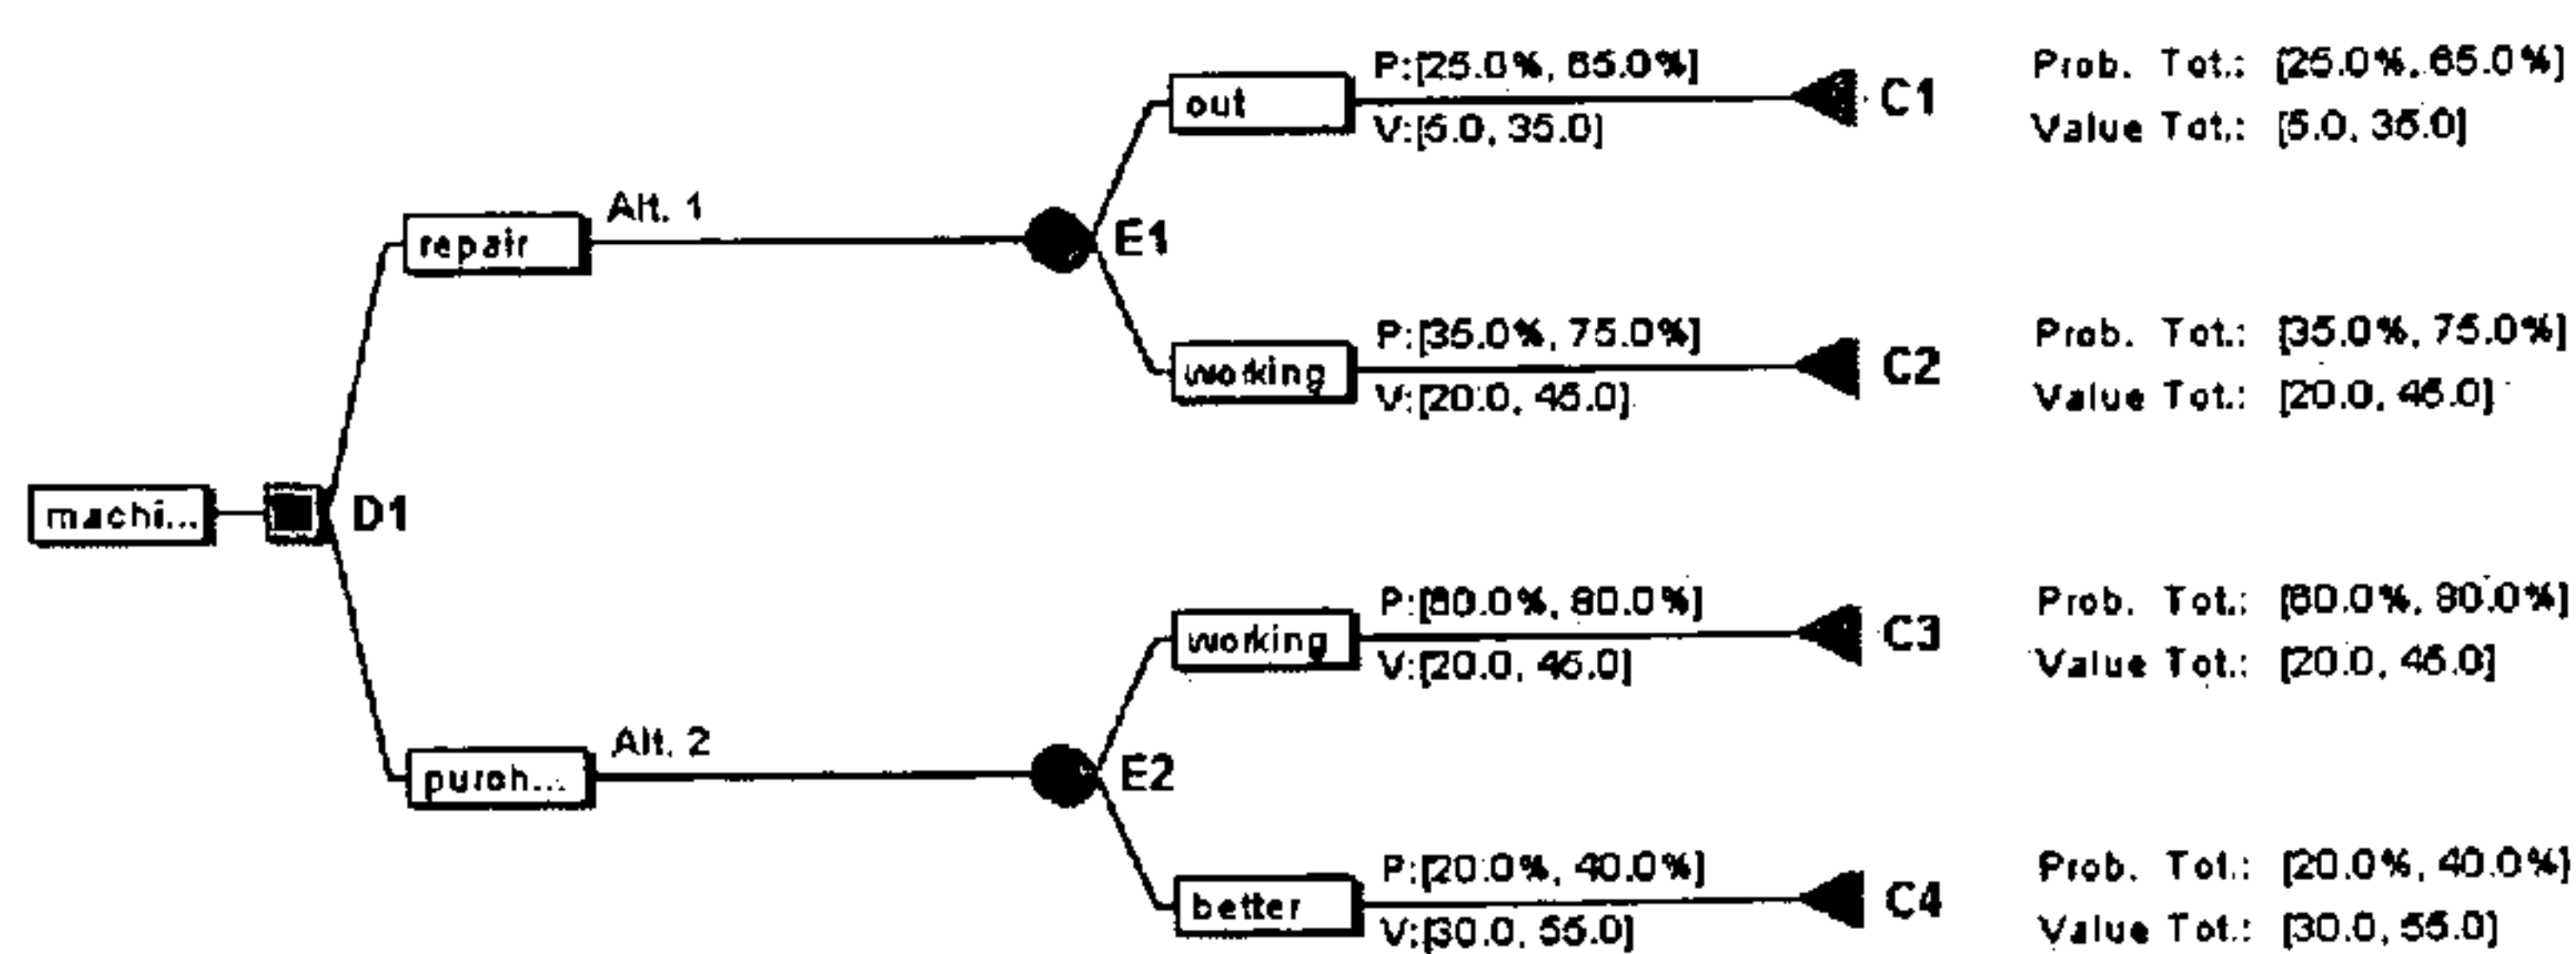 P:[25.0%, 65.0%]
out
C1
V:[5.0, 35.0]
Prob. Tot.: [25.0%, 65.0%]
Value Tot.: [5.0, 35.0]
repair
Alt. 1
E1
P:[35.0%, 75.0%]
working
C2
V:[20.0, 45.0]
Prob. Tot.: [35.0%, 75.0%]
Value Tot.: [20.0, 45.0]
machi...
D1
P:[60.0%, 80.0%]
working
C3
V:[20.0, 45.0]
Prob. Tot.: [60.0%, 80.0%]
Value Tot.: [20.0, 45.0]
purch...
Alt. 2
E2
P:[20.0%, 40.0%]
better
C4
V:[30.0, 55.0]
Prob. Tot.: [20.0%, 40.0%]
Value Tot.: [30.0, 55.0]